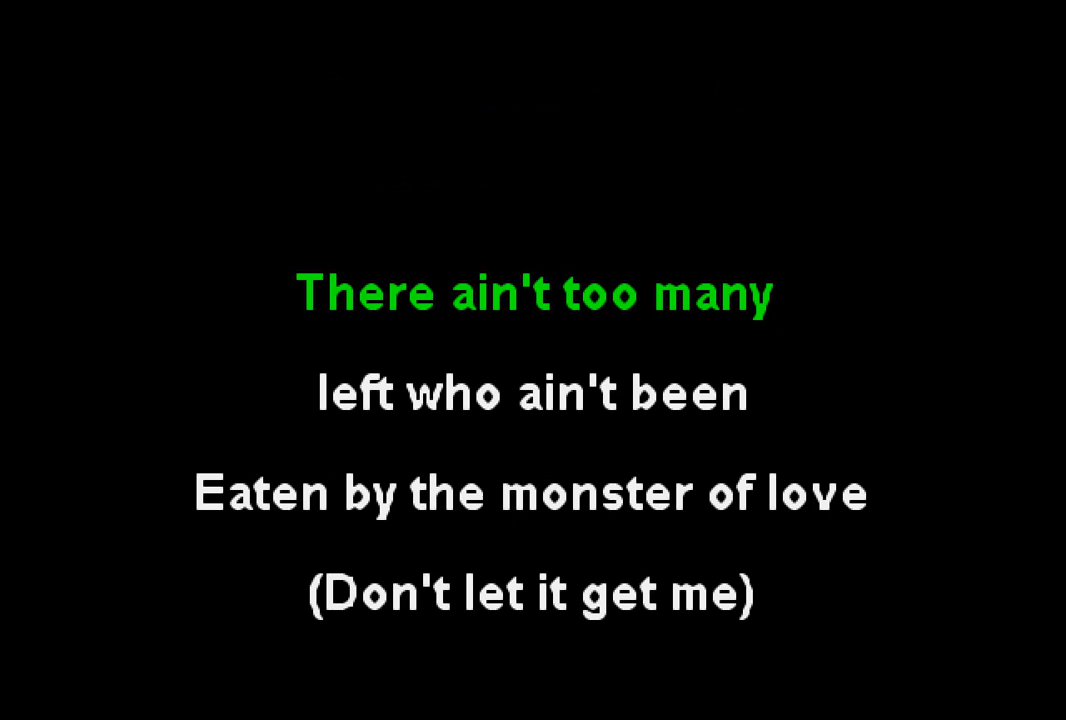 There ain't too many
left who ain't been
Eaten by the monster of love
(Don't let it get me)